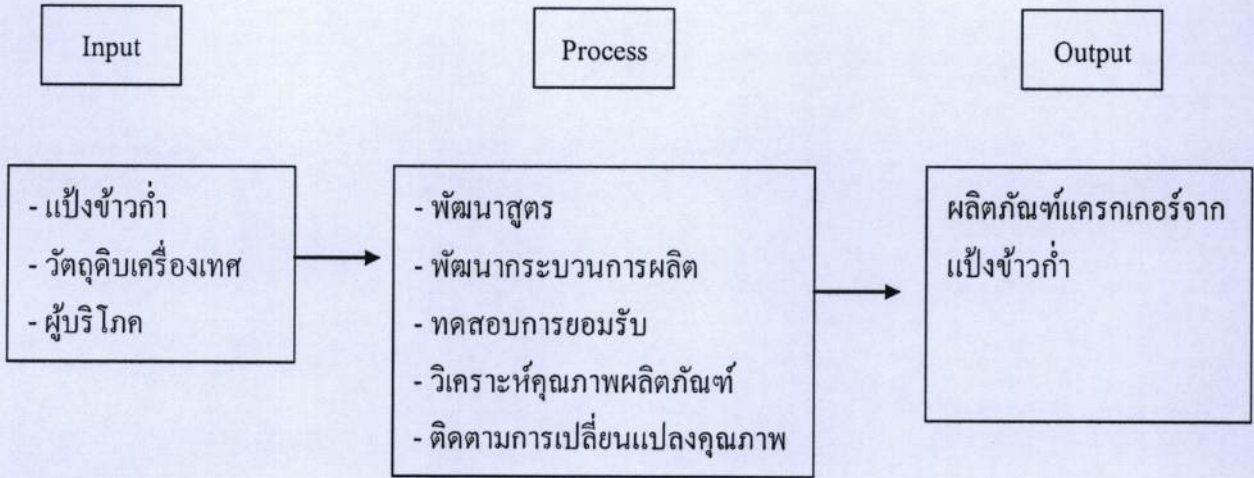 Input
Process
Output
- แป้งข้าวก่ำ
- วัตถุดิบเครื่องเทศ
- ผู้บริโภค
- พัฒนาสูตร
- พัฒนากระบวนการผลิต
- ทดสอบการยอมรับ
- วิเคราะห์คุณภาพผลิตภัณฑ์
- ติดตามการเปลี่ยนแปลงคุณภาพ
ผลิตภัณฑ์แครกเกอร์จาก
แป้งข้าวก่ำ